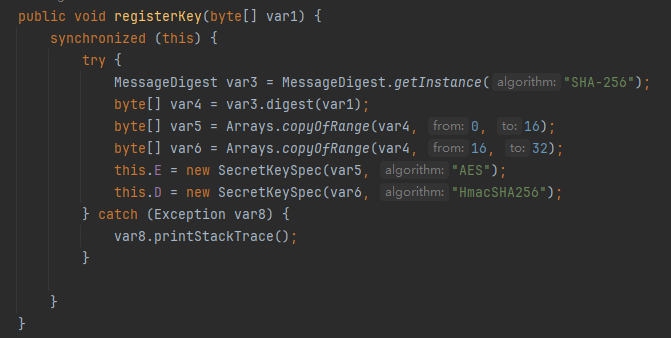 public void registerKey(byte[] var1) {
synchronized (this) {
try {
MessageDigest var3 = MessageDigest.getInstance( algorithm: "SHA-256");
byte[] var4 = var3.digest(var1);
byte[] var5 = Arrays.copyOfRange(var4, from: 0, to: 16);
byte[] var6 = Arrays.copyOfRange(var4, from: 16, to: 32);
this.E = new SecretKeySpec(var5, algorithm: "AES");
this.D = new SecretKeySpec(var6, algorithm: "HmacSHA256");
} catch (Exception var8) {
var8.printStackTrace();
}
}
}